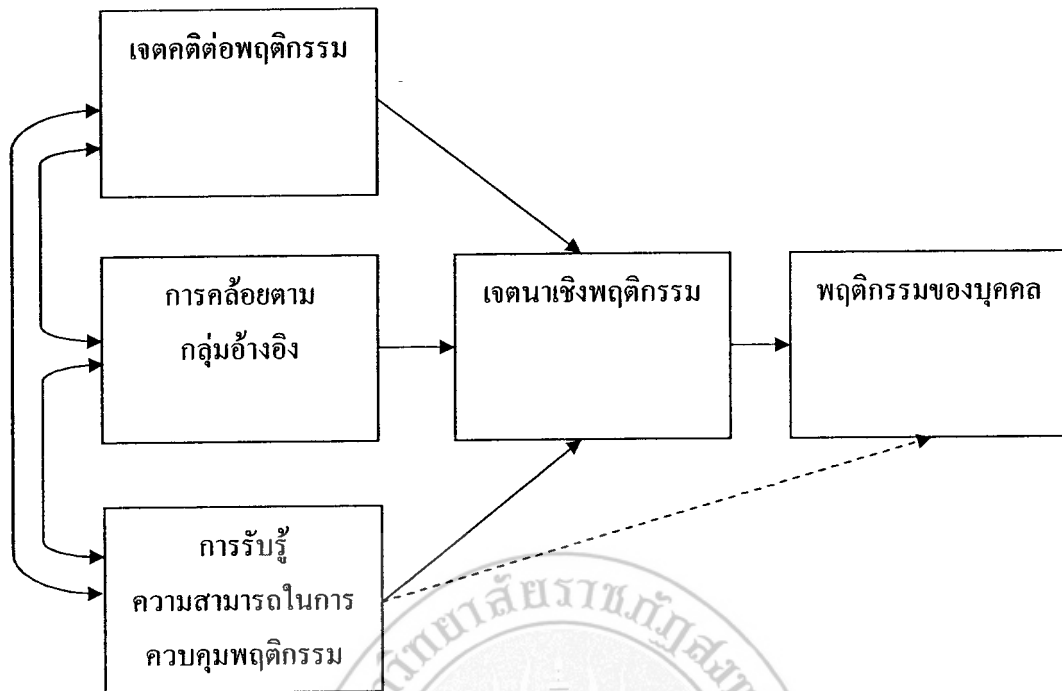 เจตคติต่อพฤติกรรม
การคล้อยตาม
กลุ่มอ้างอิง
เจตนาเชิงพฤติกรรม
พฤติกรรมของบุคคล
การรับรู้
ความสามารถในการ
ควบคุมพฤติกรรม